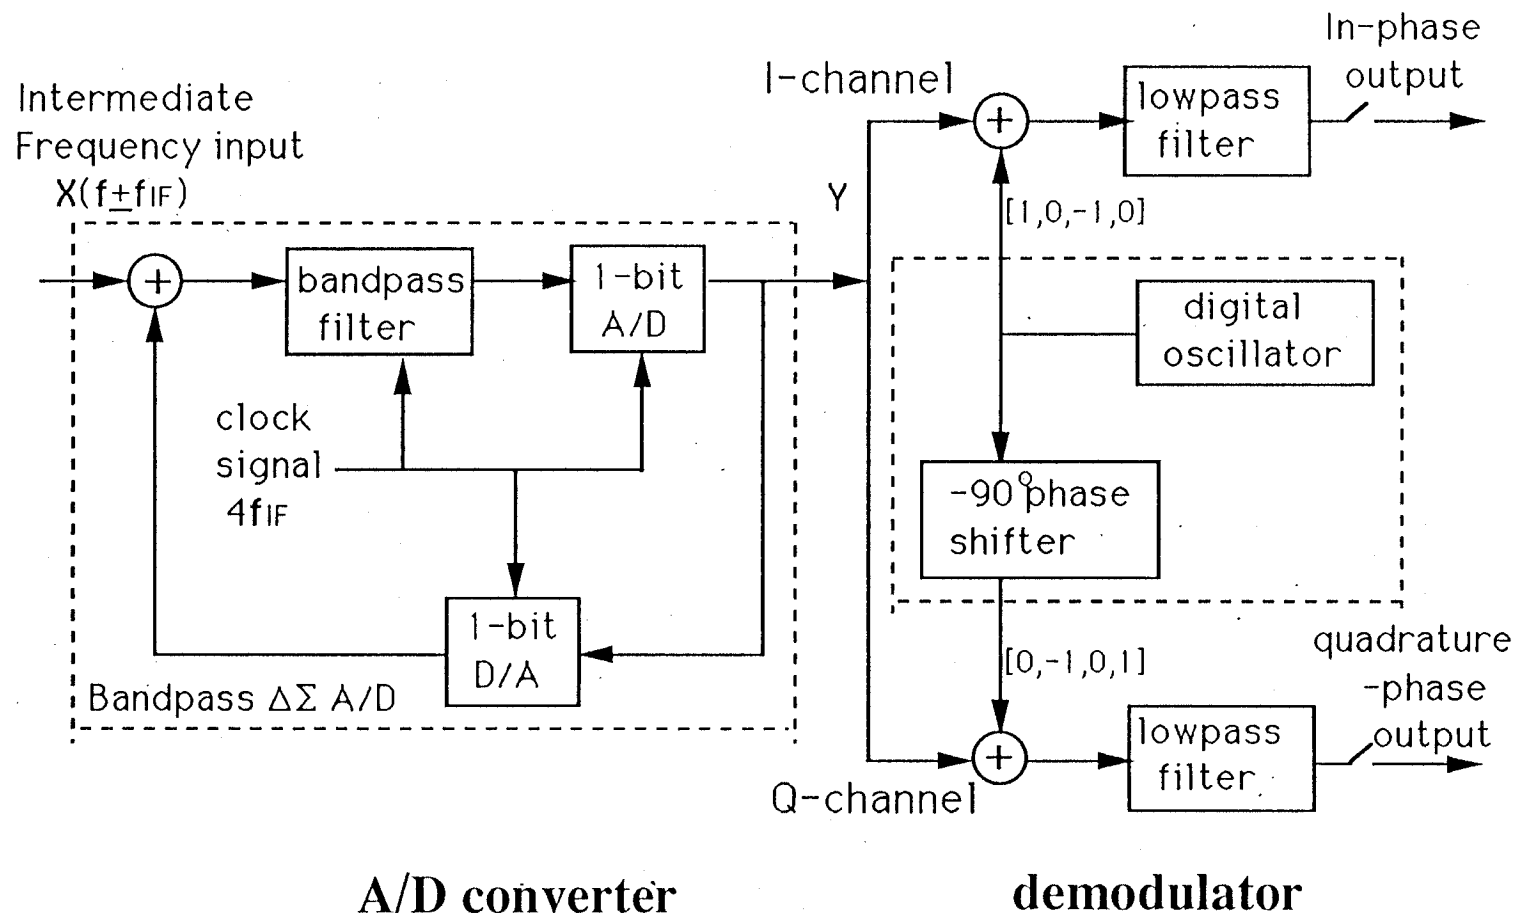 Intermediate
Frequency input
X(f±fIF)
+
bandpass
filter
1-bit
A/D
clock
signal
4fIF
1-bit
D/A
Bandpass ΔΣ A/D
Y
I-channel
+
lowpass
filter
In-phase
output
[1,0,-1,0]
digital
oscillator
-90°phase
shifter
[0,-1,0,1]
+
Q-channel
lowpass
filter
quadrature
-phase
output
A/D converter
demodulator